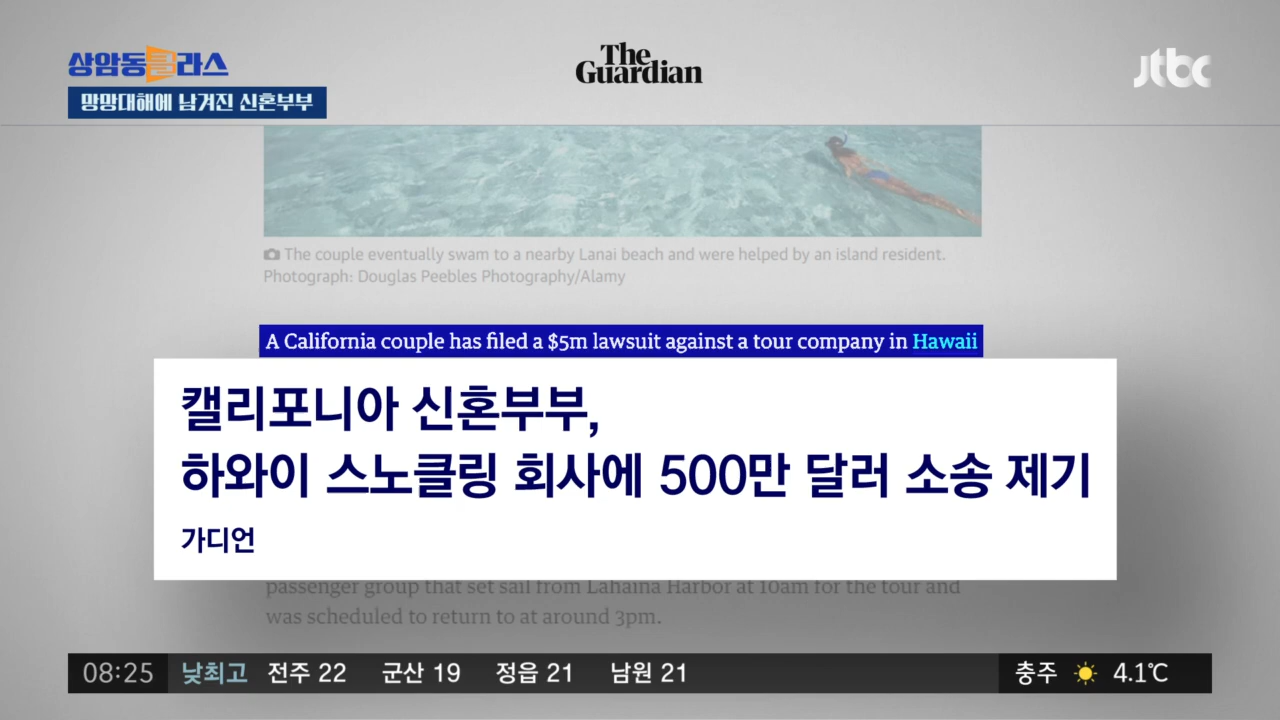 상암동클라스
The Guardian
jtbc
망망대해에 남겨진 신혼부부
The couple eventually swam to a nearby Lanai beach and were helped by an island resident.
Photograph: Douglas Peebles Photography/Alamy
A California couple has filed a $5m lawsuit against a tour company in Hawaii
캘리포니아 신혼부부,
하와이 스노클링 회사에 500만 달러 소송 제기
가디언
passenger group that set sail from Lahaina Harbor at 10am for the tour and
was scheduled to return to at around 3pm.
08:25 낮최고 전주 22 군산 19 정읍 21 남원 21 충주 4.1℃